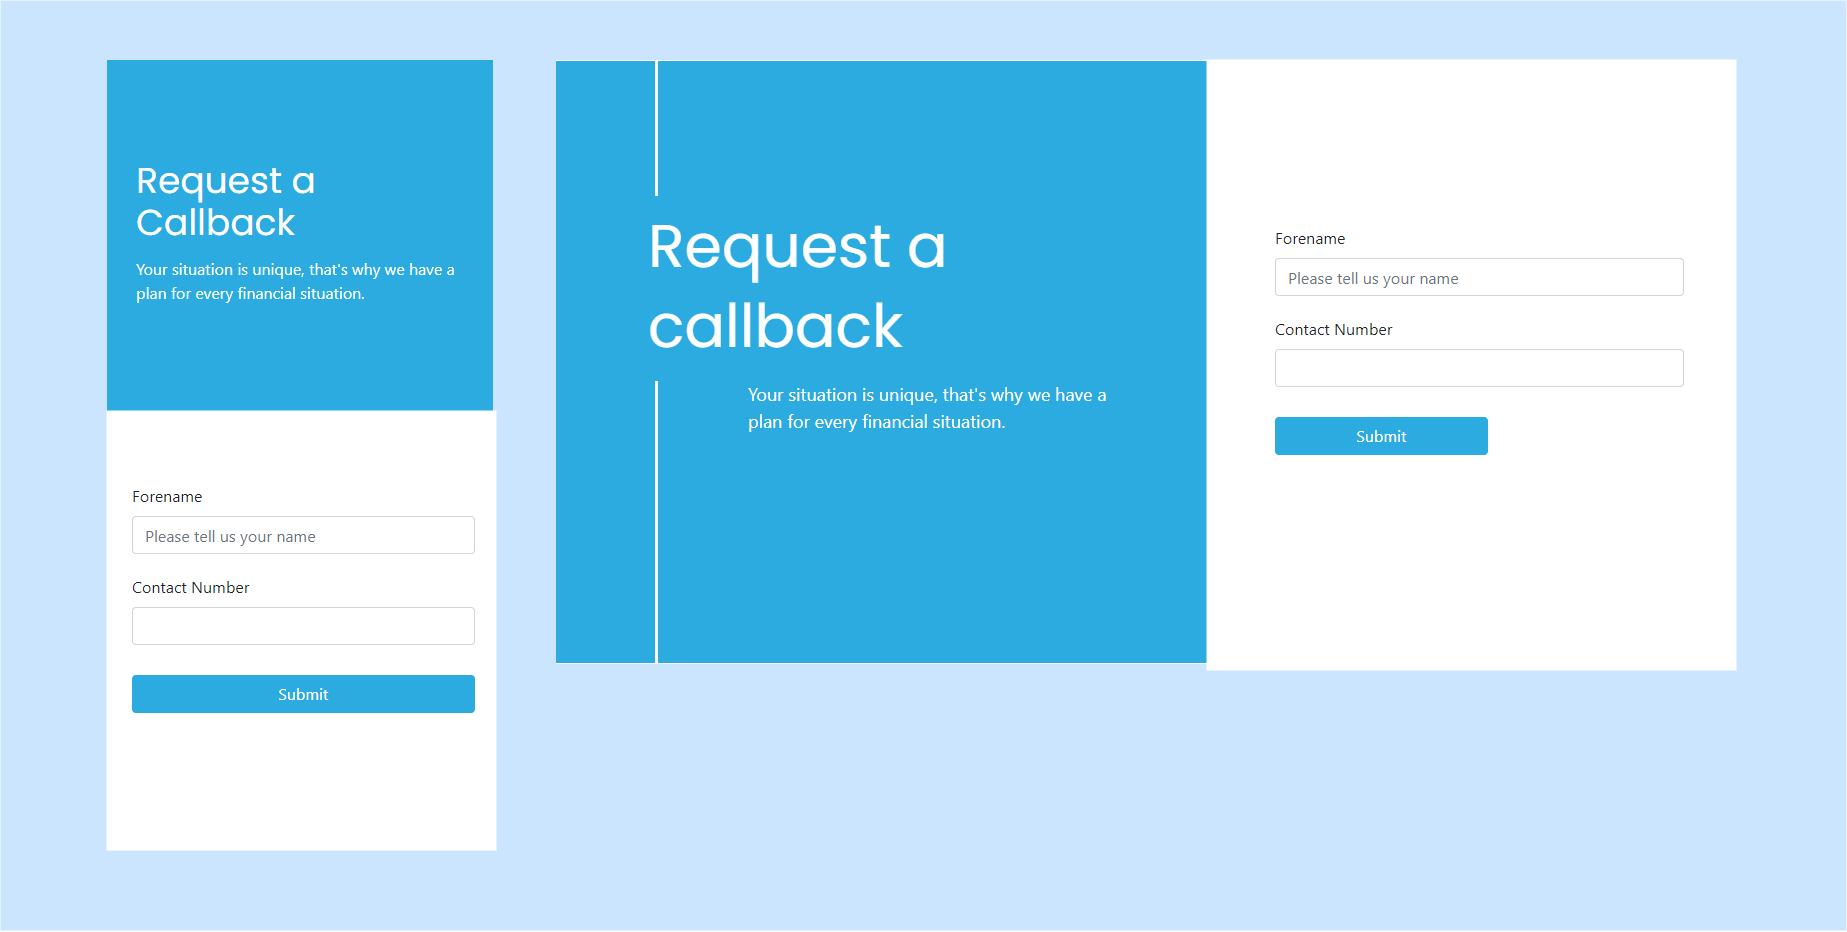 Request a
Callback
Your situation is unique, that's why we have a
plan for every financial situation.
Forename
Please tell us your name
Contact Number
Submit
Request a
callback
Your situation is unique, that's why we have a
plan for every financial situation.
Forename
Please tell us your name
Contact Number
Submit